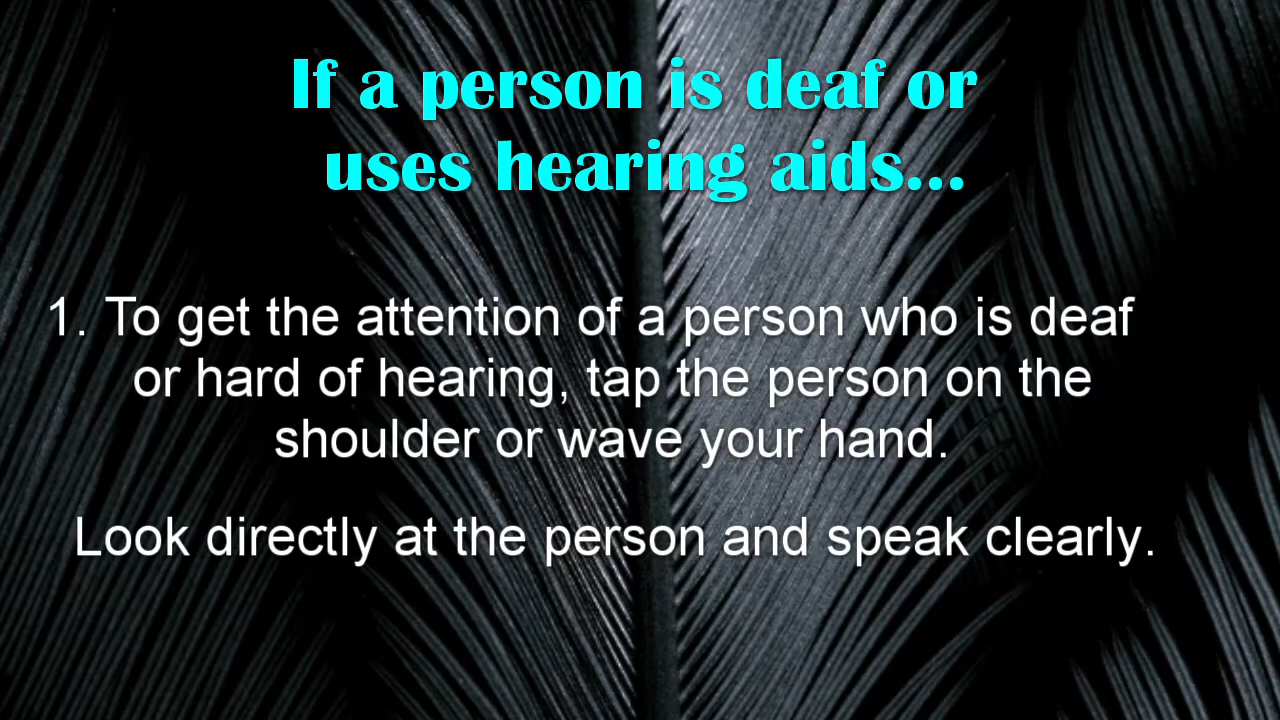 If a person is deaf or
uses hearing aids...
1. To get the attention of a person who is deaf
or hard of hearing, tap the person on the
shoulder or wave your hand.
Look directly at the person and speak clearly.